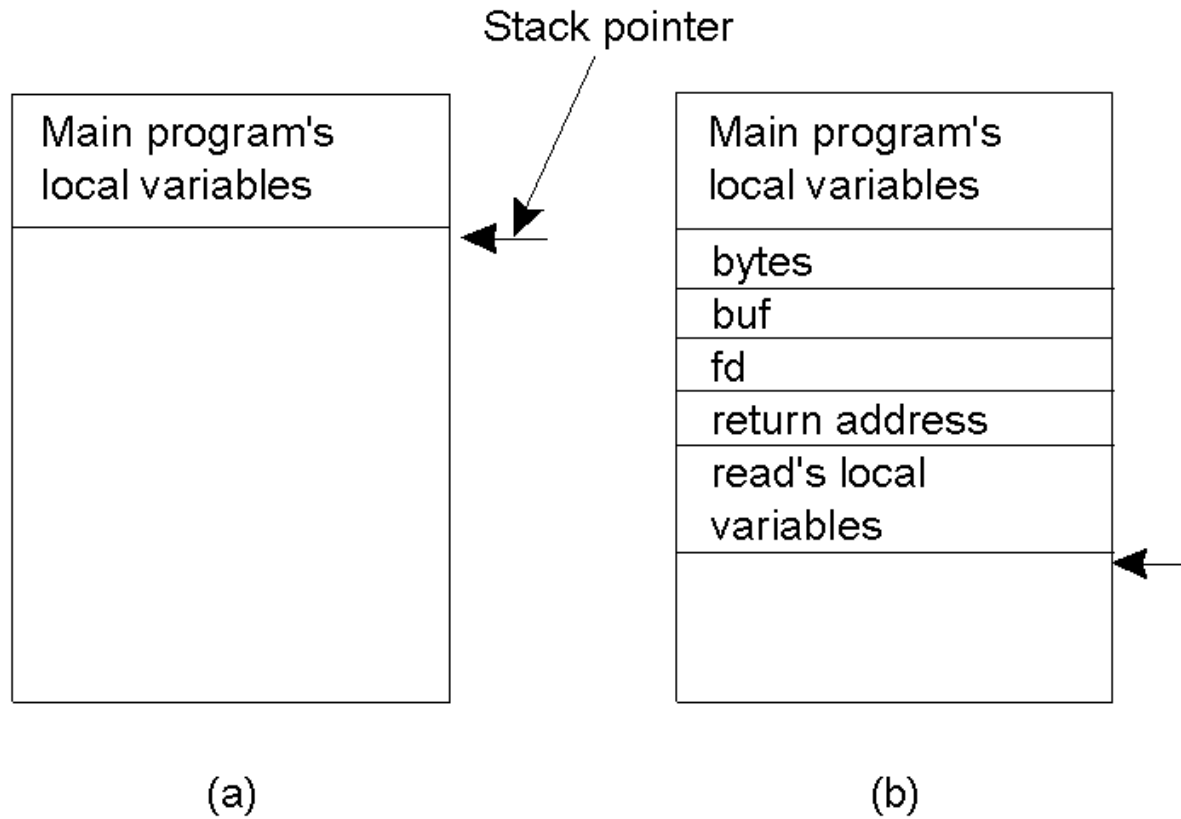 Stack pointer
Main program's
local variables
Main program's
local variables
bytes
buf
fd
return address
read's local
variables
(a)
(b)